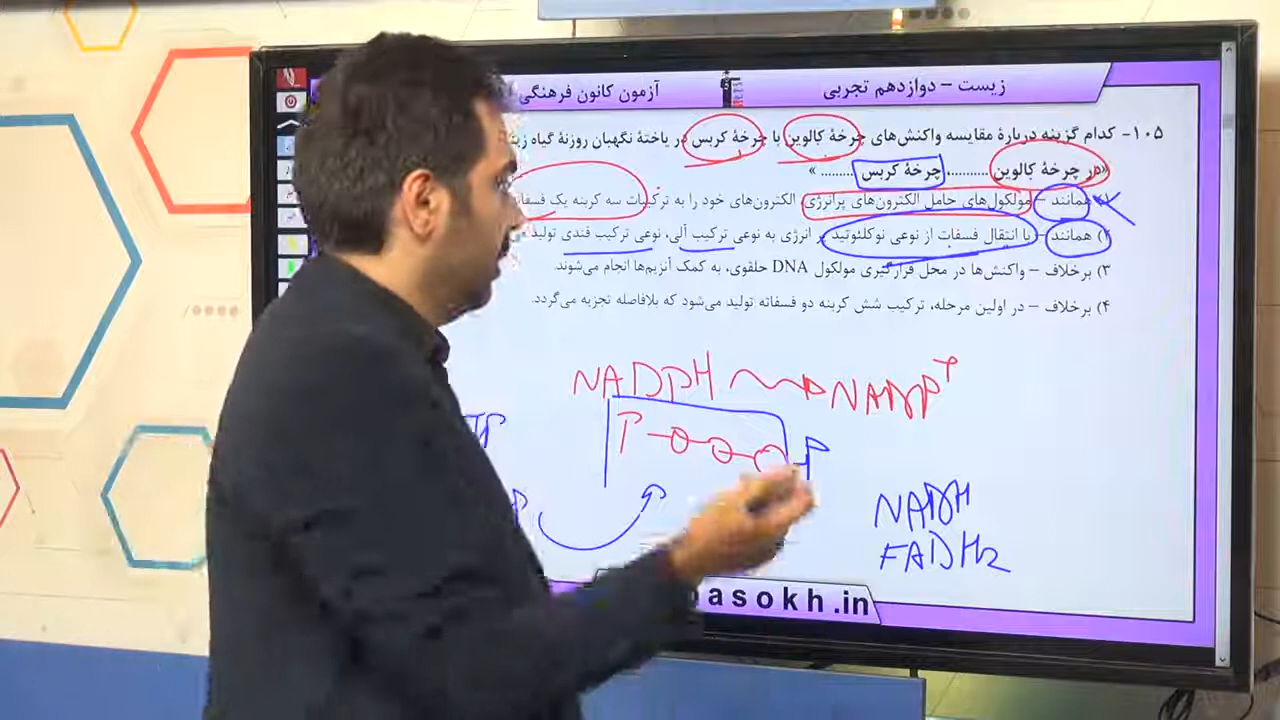 زیست – دوازدهم تجربی
آزمون کانون فرهنگی
۱۰۵- کدام گزینه دربارهٔ مقایسه واکنش‌های چرخهٔ کالوین با چرخهٔ کربس در یاختهٔ نگهبان روزنهٔ گیاه
«در چرخهٔ کالوین .......... چرخهٔ کربس .......... »
همانند – مولکول‌های حامل الکترون‌های پرانرژی، الکترون‌های خود را به ترکیبات سه کربنه یک
۲) همانند – با انتقال فسفات از نوعی نوکلئوتید پر انرژی به نوعی ترکیب آلی، نوعی ترکیب قندی تولید
۳) برخلاف – واکنش‌ها در محل قرارگیری مولکول DNA حلقوی، به کمک آنزیم‌ها انجام می‌شوند.
۴) برخلاف – در اولین مرحله، ترکیب شش کربنه دو فسفاته تولید می‌شود که بلافاصله تجزیه می‌گردد.
NADPH NADP+
P P
P
NADH
FADH2
asokh.in